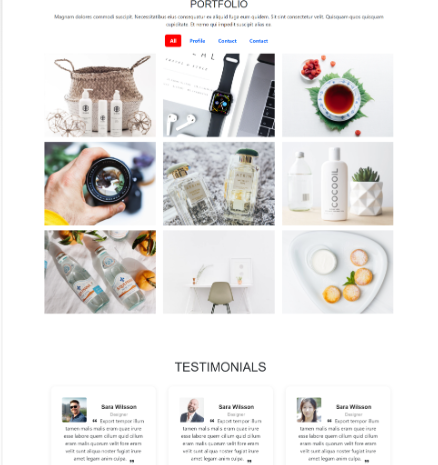 PORTFOLIO
Magnam dolores commodi suscipit. Necessitatibus eius consequatur ex aliquid fuga eum quidem. Sit sint consectetur velit. Quisquam quos quisquam
cupiditate. Et nemo qui impedit suscipit alias ea.
All Profile Contact Contact
COCOOIL
TESTIMONIALS
Sara Wilsson
Designer
❝ Export tempor illum
tamen malis malis eram quae irure
esse labore quem cillum quid cillum
eram malis quorum velit fore eram
velit sunt aliqua noster fugiat irure
amet legam anim culpa. ❞
Sara Wilsson
Designer
❝ Export tempor illum
tamen malis malis eram quae irure
esse labore quem cillum quid cillum
eram malis quorum velit fore eram
velit sunt aliqua noster fugiat irure
amet legam anim culpa. ❞
Sara Wilsson
Designer
❝ Export tempor illum
tamen malis malis eram quae irure
esse labore quem cillum quid cillum
eram malis quorum velit fore eram
velit sunt aliqua noster fugiat irure
amet legam anim culpa. ❞